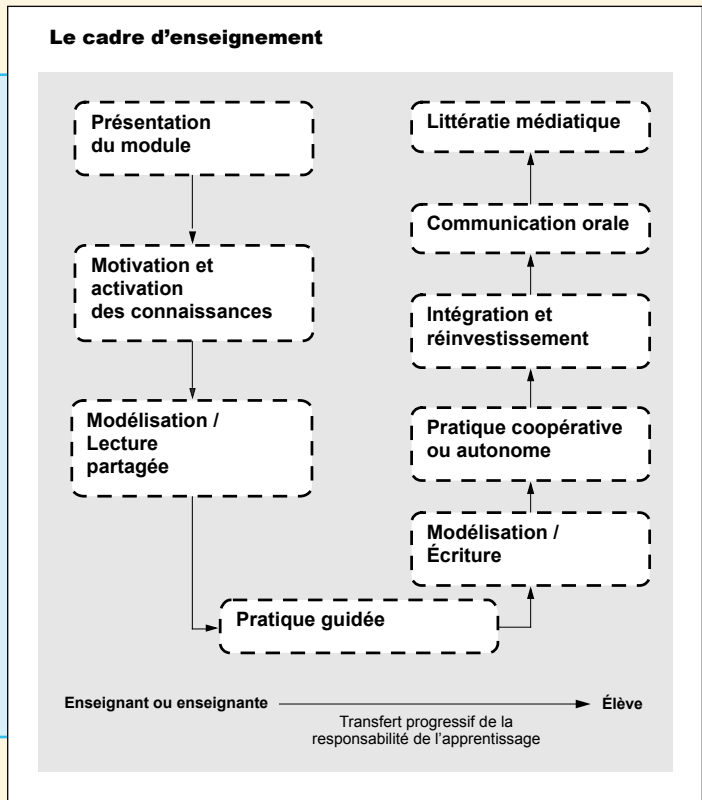 Le cadre d’enseignement
Présentation
du module
Motivation et
activation
des connaissances
Modélisation /
Lecture
partagée
Pratique guidée
Modélisation /
Écriture
Pratique coopérative
ou autonome
Intégration et
réinvestissement
Communication orale
Littératie médiatique
Enseignant ou enseignante
Élève
Transfert progressif de la
responsabilité de l’apprentissage